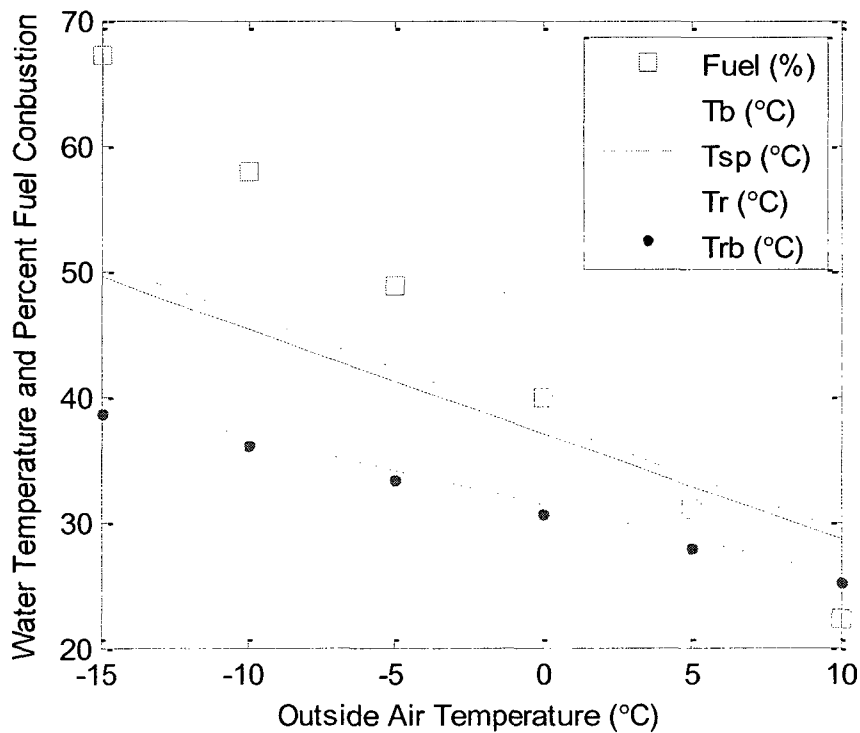 Water Temperature and Percent Fuel Conbustion
70
60
50
40
30
20
-15
-10
-5
0
5
10
Outside Air Temperature (°C)
Fuel (%)
Tb (°C)
Tsp (°C)
Tr (°C)
Trb (°C)